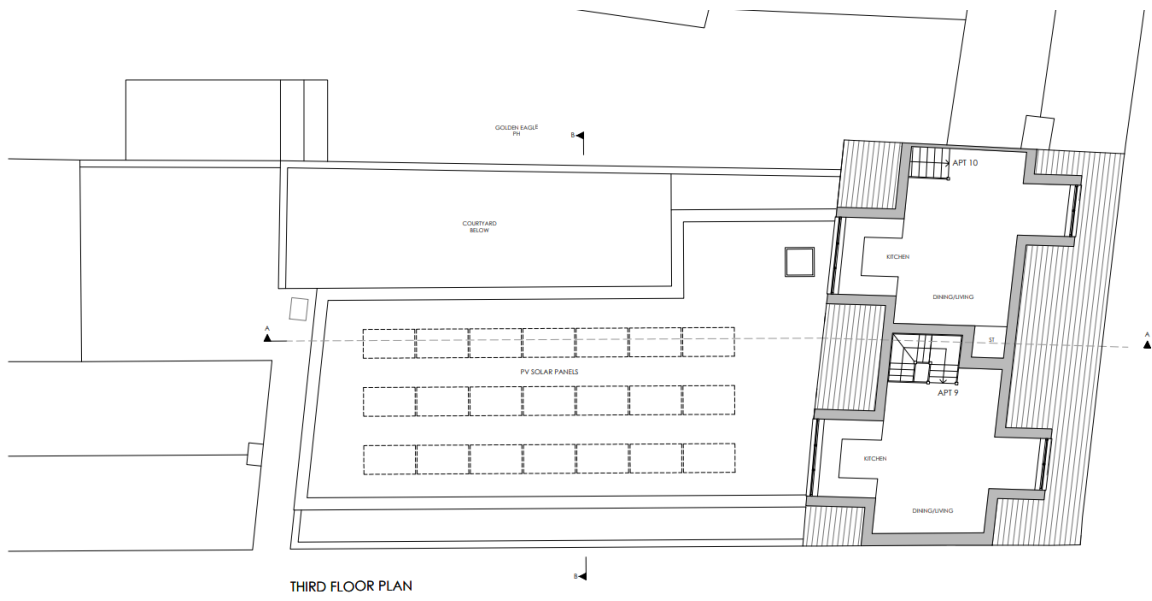 GOLDEN EAGLE
PH
B
APT 10
COURTYARD
BELOW
KITCHEN
DINING/LIVING
A
A
ST
PV SOLAR PANELS
APT 9
KITCHEN
DINING/LIVING
B
THIRD FLOOR PLAN